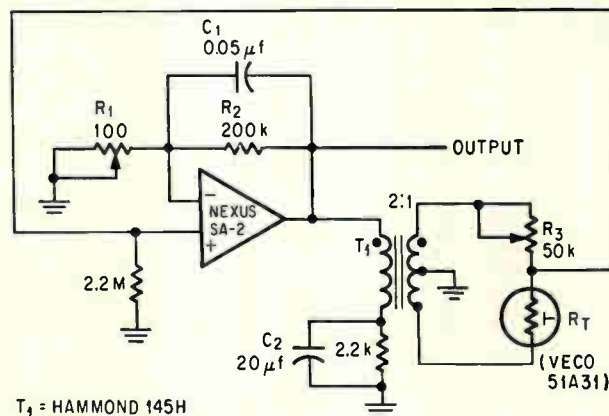 C1
0.05 μf
R1
100
R2
200 k
OUTPUT
−
NEXUS
SA-2
+
2:1
T1
R3
50 k
2.2 M
C2
20 μf
2.2 k
RT
(VECO
51A31)
T1 = HAMMOND 145H